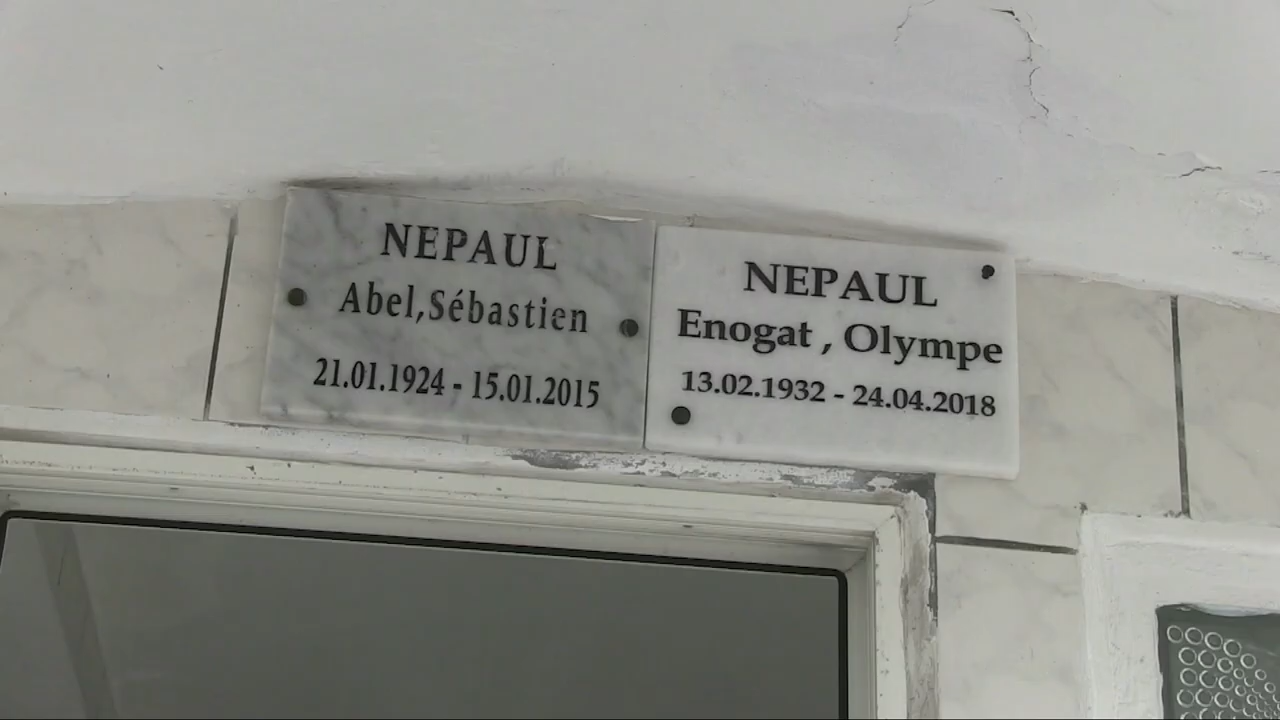 NEPAUL
Abel,Sébastien
21.01.1924 - 15.01.2015
NEPAUL
Enogat , Olympe
13.02.1932 - 24.04.2018